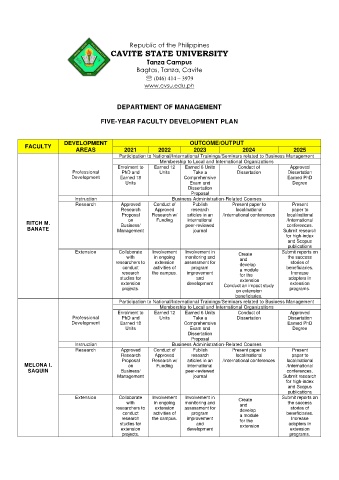 Republic of the Philippines
CAVITE STATE UNIVERSITY
Tanza Campus
Bagtas, Tanza, Cavite
☎ (046) 414 - 3979
www.cvsu.edu.ph
DEPARTMENT OF MANAGEMENT
FIVE-YEAR FACULTY DEVELOPMENT PLAN
FACULTY
DEVELOPMENT AREAS
OUTCOME/OUTPUT
2021 2022 2023 2024 2025
RITCH M. BANATE
Professional Development
Participation to National/International Trainings/Seminars related to Business Management
Membership to Local and International Organizations
Enrolment to PhD and Earned 18 Units
Earned 12 Units
Earned 6 Units Take a Comprehensive Exam and Dissertation Proposal
Conduct of Dissertation
Approved Dissertation Earned PhD Degree
Instruction
Business Administration-Related Courses
Research
Approved Research Proposal on Business Management
Conduct of Approved Research w/ Funding
Publish research articles in an international peer-reviewed journal
Present paper to local/national /International conferences
Present paper to local/national /International conferences. Submit research for high-index and Scopus publications
Extension
Collaborate with researchers to conduct research studies for extension projects.
Involvement in ongoing extension activities of the campus.
Involvement in monitoring and assessment for program improvement and development
Create and develop a module for the extension
Conduct an impact study on extension beneficiaries.
Submit reports on the success stories of beneficiaries. Increase adopters in extension programs.
MELONA I. SAQUIN
Professional Development
Participation to National/International Trainings/Seminars related to Business Management
Membership to Local and International Organizations
Enrolment to PhD and Earned 18 Units
Earned 12 Units
Earned 6 Units Take a Comprehensive Exam and Dissertation Proposal
Conduct of Dissertation
Approved Dissertation Earned PhD Degree
Instruction
Business Administration-Related Courses
Research
Approved Research Proposal on Business Management
Conduct of Approved Research w/ Funding
Publish research articles in an international peer-reviewed journal
Present paper to local/national /International conferences
Present paper to local/national /International conferences. Submit research for high-index and Scopus publications
Extension
Collaborate with researchers to conduct research studies for extension projects.
Involvement in ongoing extension activities of the campus.
Involvement in monitoring and assessment for program improvement and development
Create and develop a module for the extension
Submit reports on the success stories of beneficiaries. Increase adopters in extension programs.